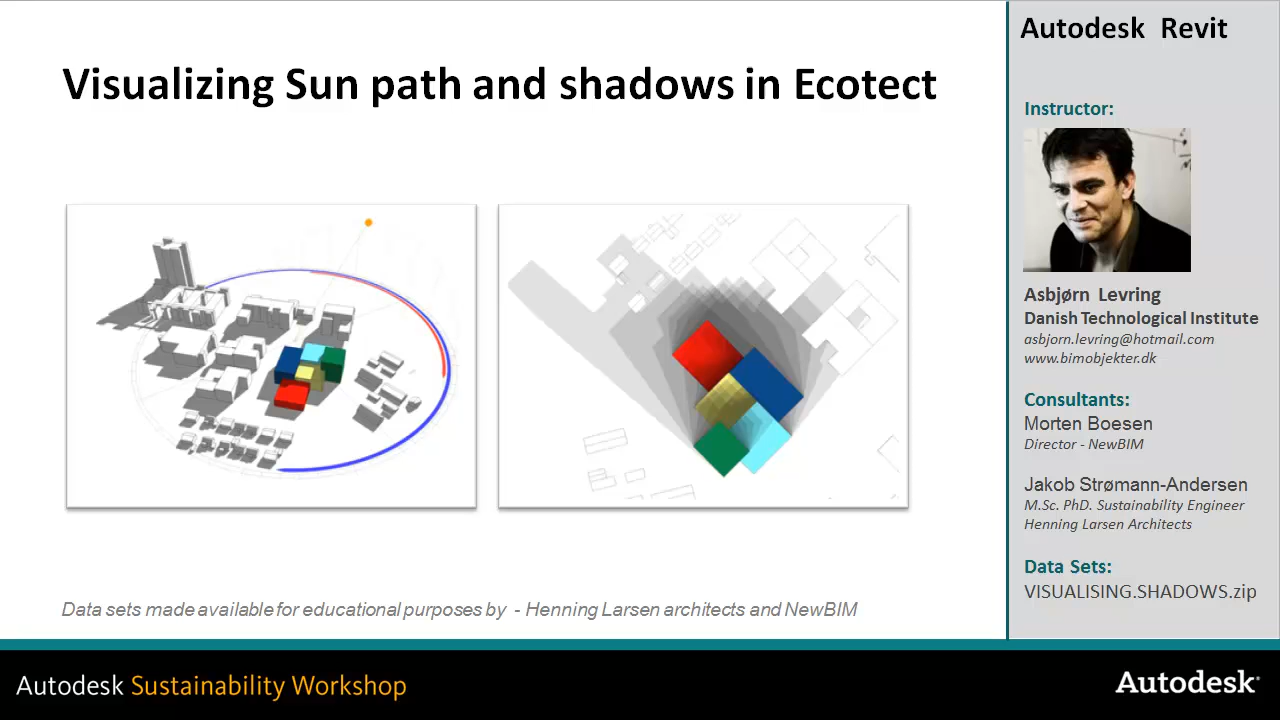 Visualizing Sun path and shadows in Ecotect
Data sets made available for educational purposes by - Henning Larsen architects and NewBIM
Autodesk Revit
Instructor:
Asbjørn Levring
Danish Technological Institute
asbjorn.levring@hotmail.com
www.bimobjekter.dk
Consultants:
Morten Boesen
Director - NewBIM
Jakob Strømann-Andersen
M.Sc. PhD. Sustainability Engineer
Henning Larsen Architects
Data Sets:
VISUALISING.SHADOWS.zip
Autodesk Sustainability Workshop
Autodesk